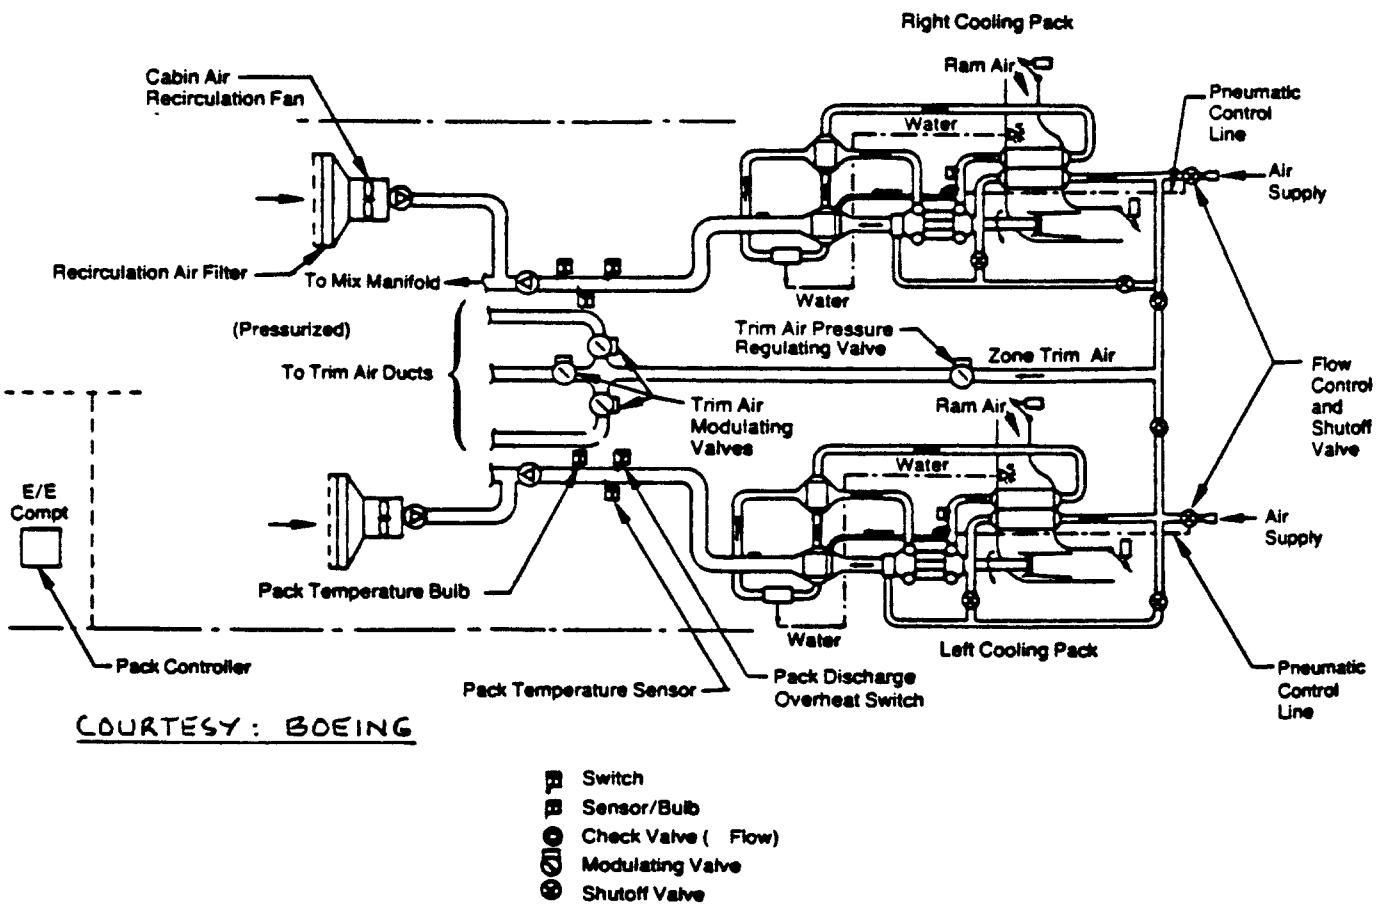 Right Cooling Pack
Cabin Air
Recirculation Fan
Ram Air
Pneumatic
Control
Line
Water
Air
Supply
Recirculation Air Filter
To Mix Manifold
Water
(Pressurized)
Trim Air Pressure
Regulating Valve
Zone Trim Air
To Trim Air Ducts
Flow
Control
and
Shutoff
Valve
Trim Air
Modulating
Valves
Ram Air
Water
E/E
Compt
Air
Supply
Pack Temperature Bulb
Water
Left Cooling Pack
Pack Controller
Pack Temperature Sensor
Pack Discharge
Overheat Switch
Pneumatic
Control
Line
COURTESY: BOEING
Switch
Sensor/Bulb
Check Valve ( Flow)
Modulating Valve
Shutoff Valve